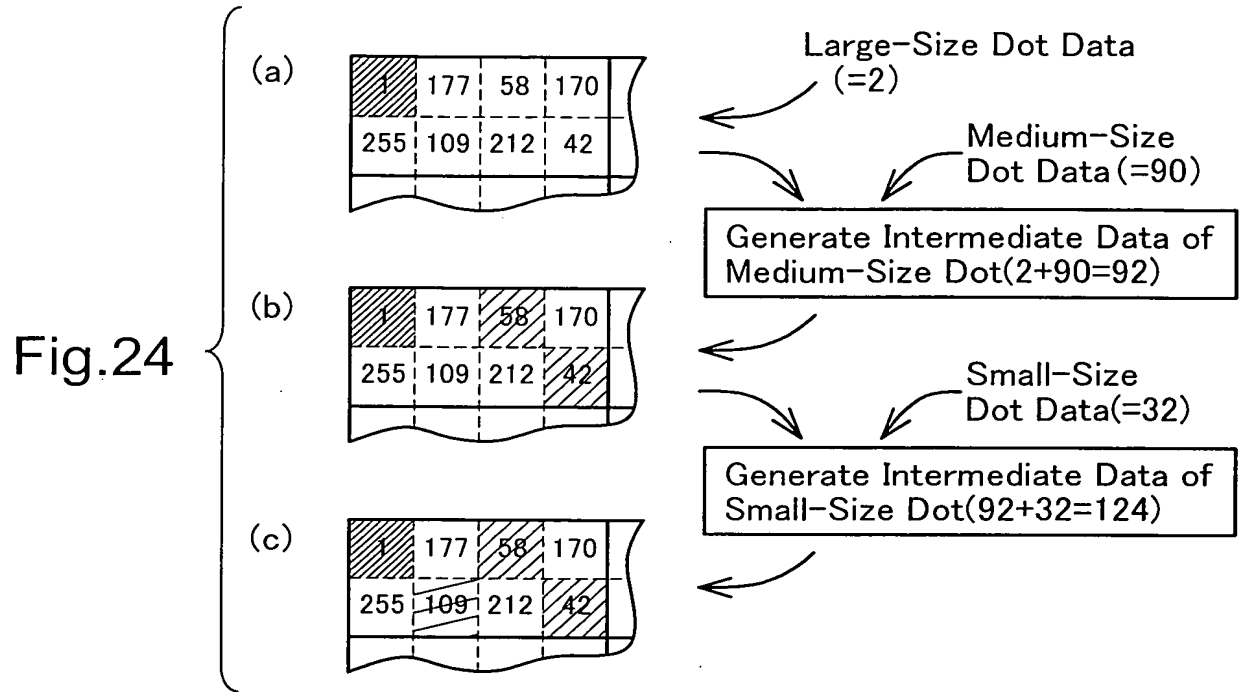 Fig.24
(a)
1 177 58 170
255 109 212 42
Large-Size Dot Data
(=2)
Medium-Size
Dot Data(=90)
Generate Intermediate Data of
Medium-Size Dot(2+90=92)
(b)
1 177 58 170
255 109 212 42
Small-Size
Dot Data(=32)
Generate Intermediate Data of
Small-Size Dot(92+32=124)
(c)
1 177 58 170
255 109 212 42